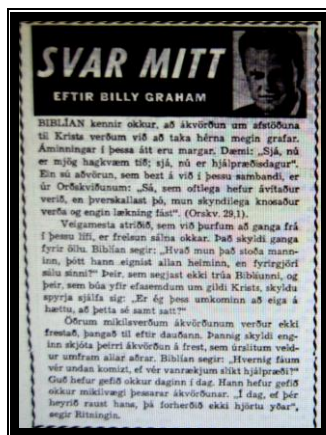 SVAR MITT
EFTIR BILLY GRAHAM
BIBLÍAN kennir okkur, að ákvörðun um afstöðuna
til Krists verðum við að taka hérna megin grafar.
Áminningar í þessa átt eru margar. Dæmi: „Sjá, nú
er mjög hagkvæm tíð; sjá, nú er hjálpræðisdagur".
Ein sú aðvörun, sem bezt á við í þessu sambandi, er
úr Orðskviðunum: „Sá, sem oftlega hefur ávítaður
verið, en þverskallast þó, mun skyndilega knosaður
verða og engin lækning fást". (Orskv. 29,1).
Veigamesta atriðið, sem við þurfum að ganga frá
í þessu lífi, er frelsun sálna okkar. Það skyldi ganga
fyrir öllu. Biblían segir: „Hvað mun það stoða mann-
inn, þótt hann eignist allan heiminn, en fyrirgjöri
sálu sinni?" Þeir, sem segjast ekki trúa Biblíunni, og
þeir, sem búa yfir efasemdum um gildi Krists, skyldu
spyrja sjálfa sig: „Er ég þess umkominn að eiga á
hættu, að þetta sé samt satt?"
Öðrum mikilsverðum ákvörðunum verður ekki
frestað, þangað til eftir dauðann. Þannig skyldi eng-
inn skjóta þeirri ákvörðun á frest, sem úrslitum veld-
ur umfram aliar aðrar. Biblían segir: „Hvernig fáum
vér undan komizt, ef vér vanrækjum slíkt hjálpræði?"
Guð hefur gefið okkur daginn í dag. Hann hefur gefið
okkur mikilvægi þessarar ákvörðunar. „Í dag, ef þér
heyrið raust hans, þá forherðið ekki hjörtu yðar",
segir Ritningin.